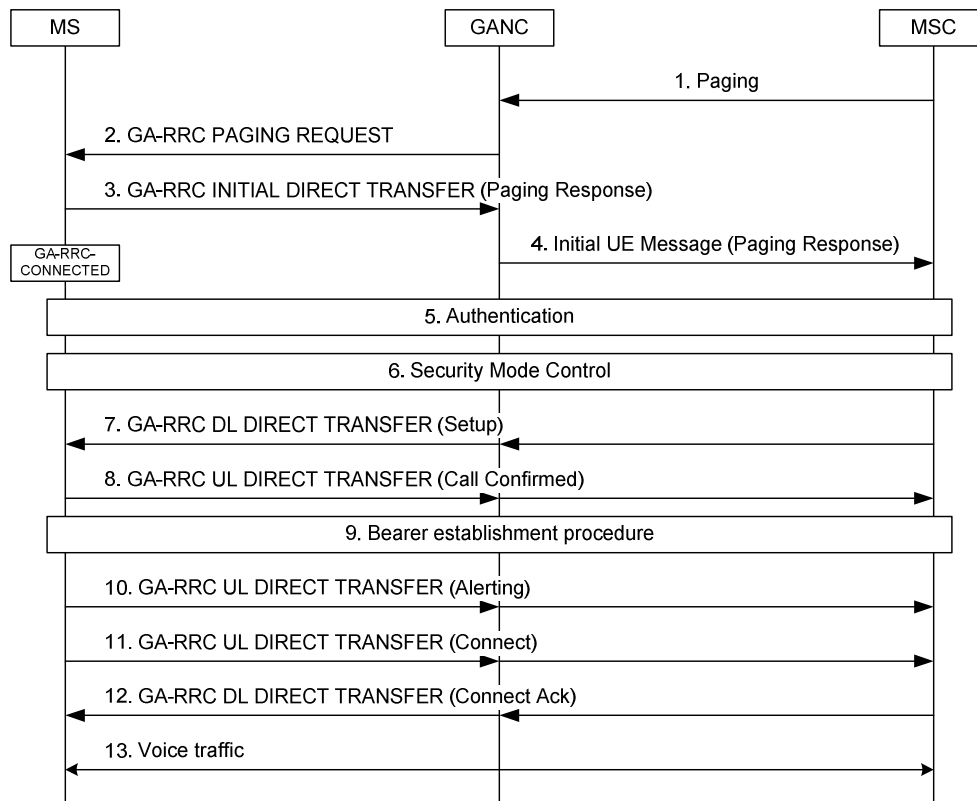 MS
GANC
MSC
1. Paging
2. GA-RRC PAGING REQUEST
3. GA-RRC INITIAL DIRECT TRANSFER (Paging Response)
4. Initial UE Message (Paging Response)
GA-RRC-
CONNECTED
5. Authentication
6. Security Mode Control
7. GA-RRC DL DIRECT TRANSFER (Setup)
8. GA-RRC UL DIRECT TRANSFER (Call Confirmed)
9. Bearer establishment procedure
10. GA-RRC UL DIRECT TRANSFER (Alerting)
11. GA-RRC UL DIRECT TRANSFER (Connect)
12. GA-RRC DL DIRECT TRANSFER (Connect Ack)
13. Voice traffic